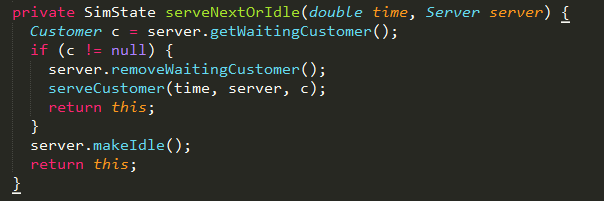 private SimState serveNextOrIdle(double time, Server server) {
  Customer c = server.getWaitingCustomer();
  if (c != null) {
    server.removeWaitingCustomer();
    serveCustomer(time, server, c);
    return this;
  }
  server.makeIdle();
  return this;
}